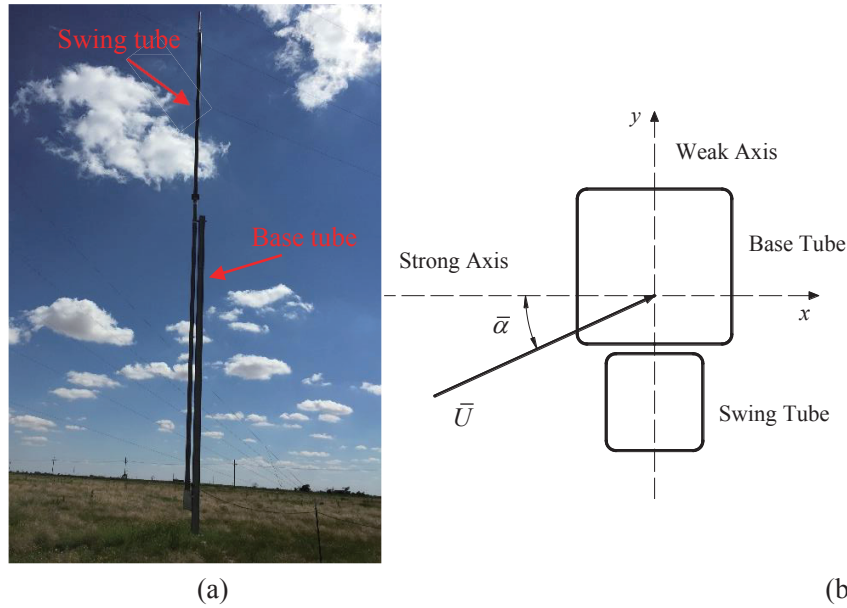 Swing tube
Base tube
y
Weak Axis
Base Tube
Strong Axis
x
ᾱ
Ū
Swing Tube
(a)
(b